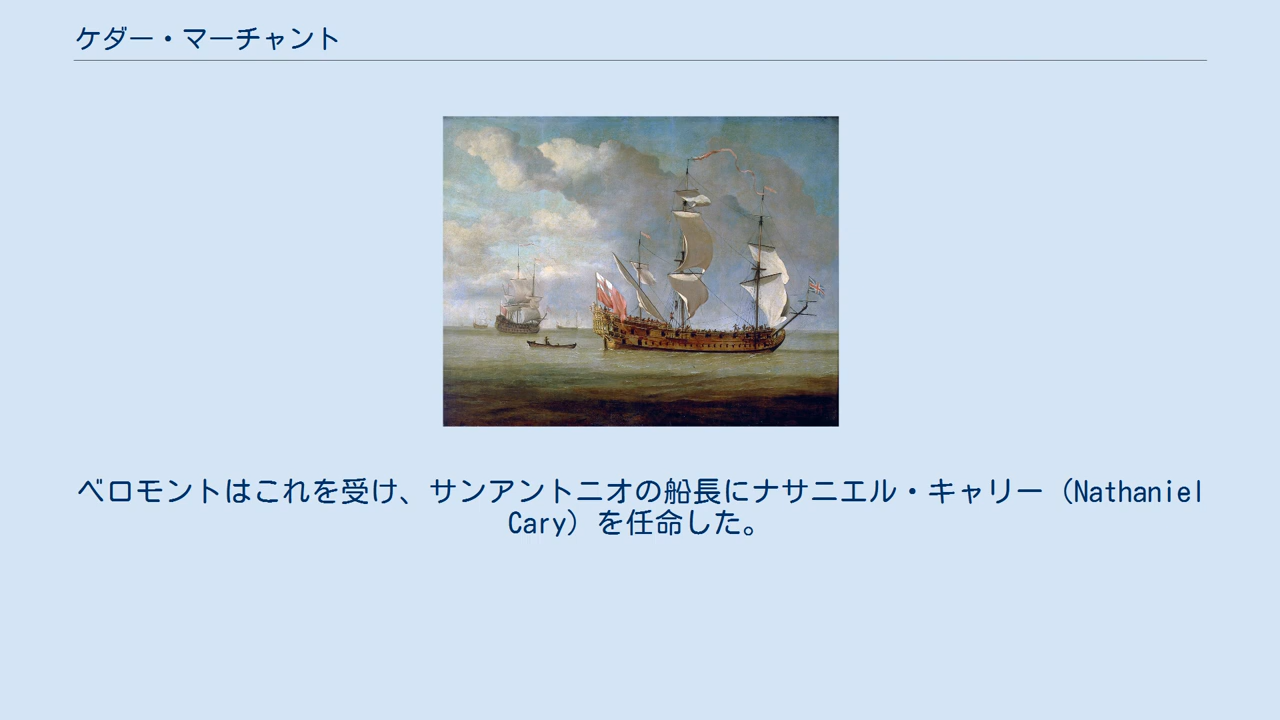 ケダー・マーチャント
ベロモントはこれを受け、サンアントニオの船長にナサニエル・キャリー（Nathaniel
Cary）を任命した。